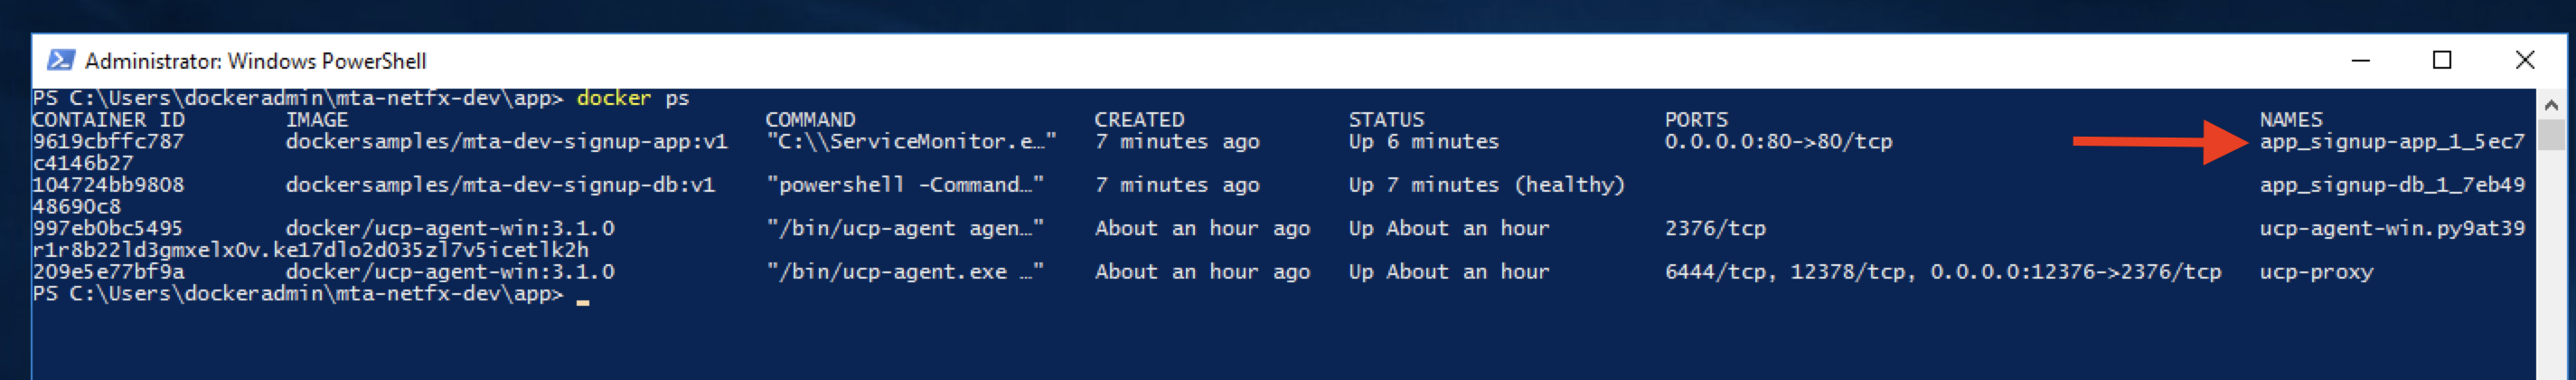 Administrator: Windows PowerShell
PS C:\Users\dockeradmin\mta-netfx-dev\app> docker ps
CONTAINER ID IMAGE COMMAND CREATED STATUS PORTS NAMES
9619cbffc787 dockersamples/mta-dev-signup-app:v1 "C:\\ServiceMonitor.e…" 7 minutes ago Up 6 minutes 0.0.0.0:80->80/tcp app_signup-app_1_5ec7
c4146b27
104724bb9808 dockersamples/mta-dev-signup-db:v1 "powershell -Command…" 7 minutes ago Up 7 minutes (healthy) app_signup-db_1_7eb49
48690c8
997eb0bc5495 docker/ucp-agent-win:3.1.0 "/bin/ucp-agent agen…" About an hour ago Up About an hour 2376/tcp ucp-agent-win.py9at39
r1r8b22ld3gmxelx0v.ke17dlo2d035zl7v5icetlk2h
209e5e77bf9a docker/ucp-agent-win:3.1.0 "/bin/ucp-agent.exe …" About an hour ago Up About an hour 6444/tcp, 12378/tcp, 0.0.0.0:12376->2376/tcp ucp-proxy
PS C:\Users\dockeradmin\mta-netfx-dev\app>